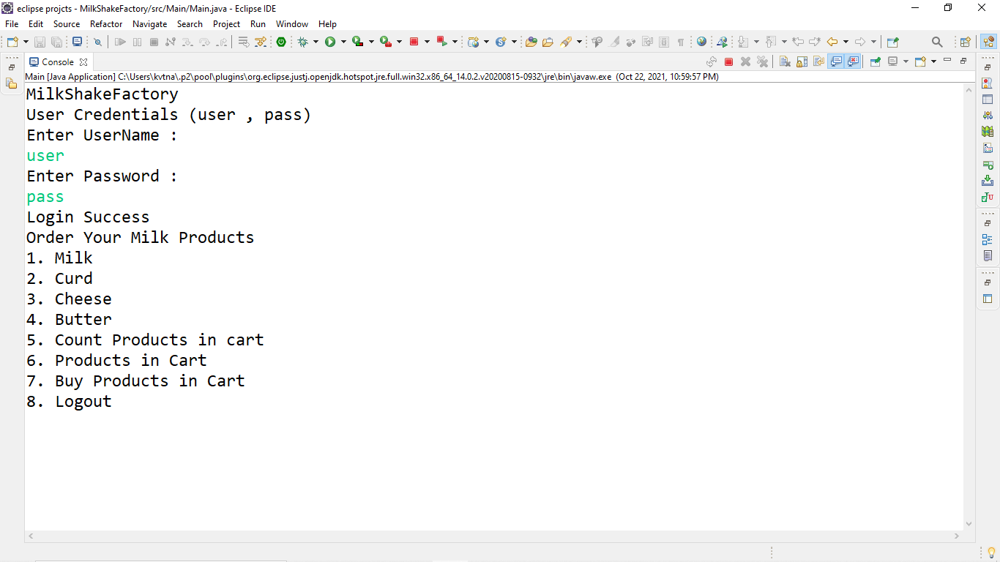 eclipse projcts - MilkShakeFactory/src/Main/Main.java - Eclipse IDE
File Edit Source Refactor Navigate Search Project Run Window Help
Console
Main [Java Application] C:\Users\kvtna\.p2\pool\plugins\org.eclipse.justj.openjdk.hotspot.jre.full.win32.x86_64_14.0.2.v20200815-0932\jre\bin\javaw.exe (Oct 22, 2021, 10:59:57 PM)
MilkShakeFactory
User Credentials (user , pass)
Enter UserName :
user
Enter Password :
pass
Login Success
Order Your Milk Products
1. Milk
2. Curd
3. Cheese
4. Butter
5. Count Products in cart
6. Products in Cart
7. Buy Products in Cart
8. Logout